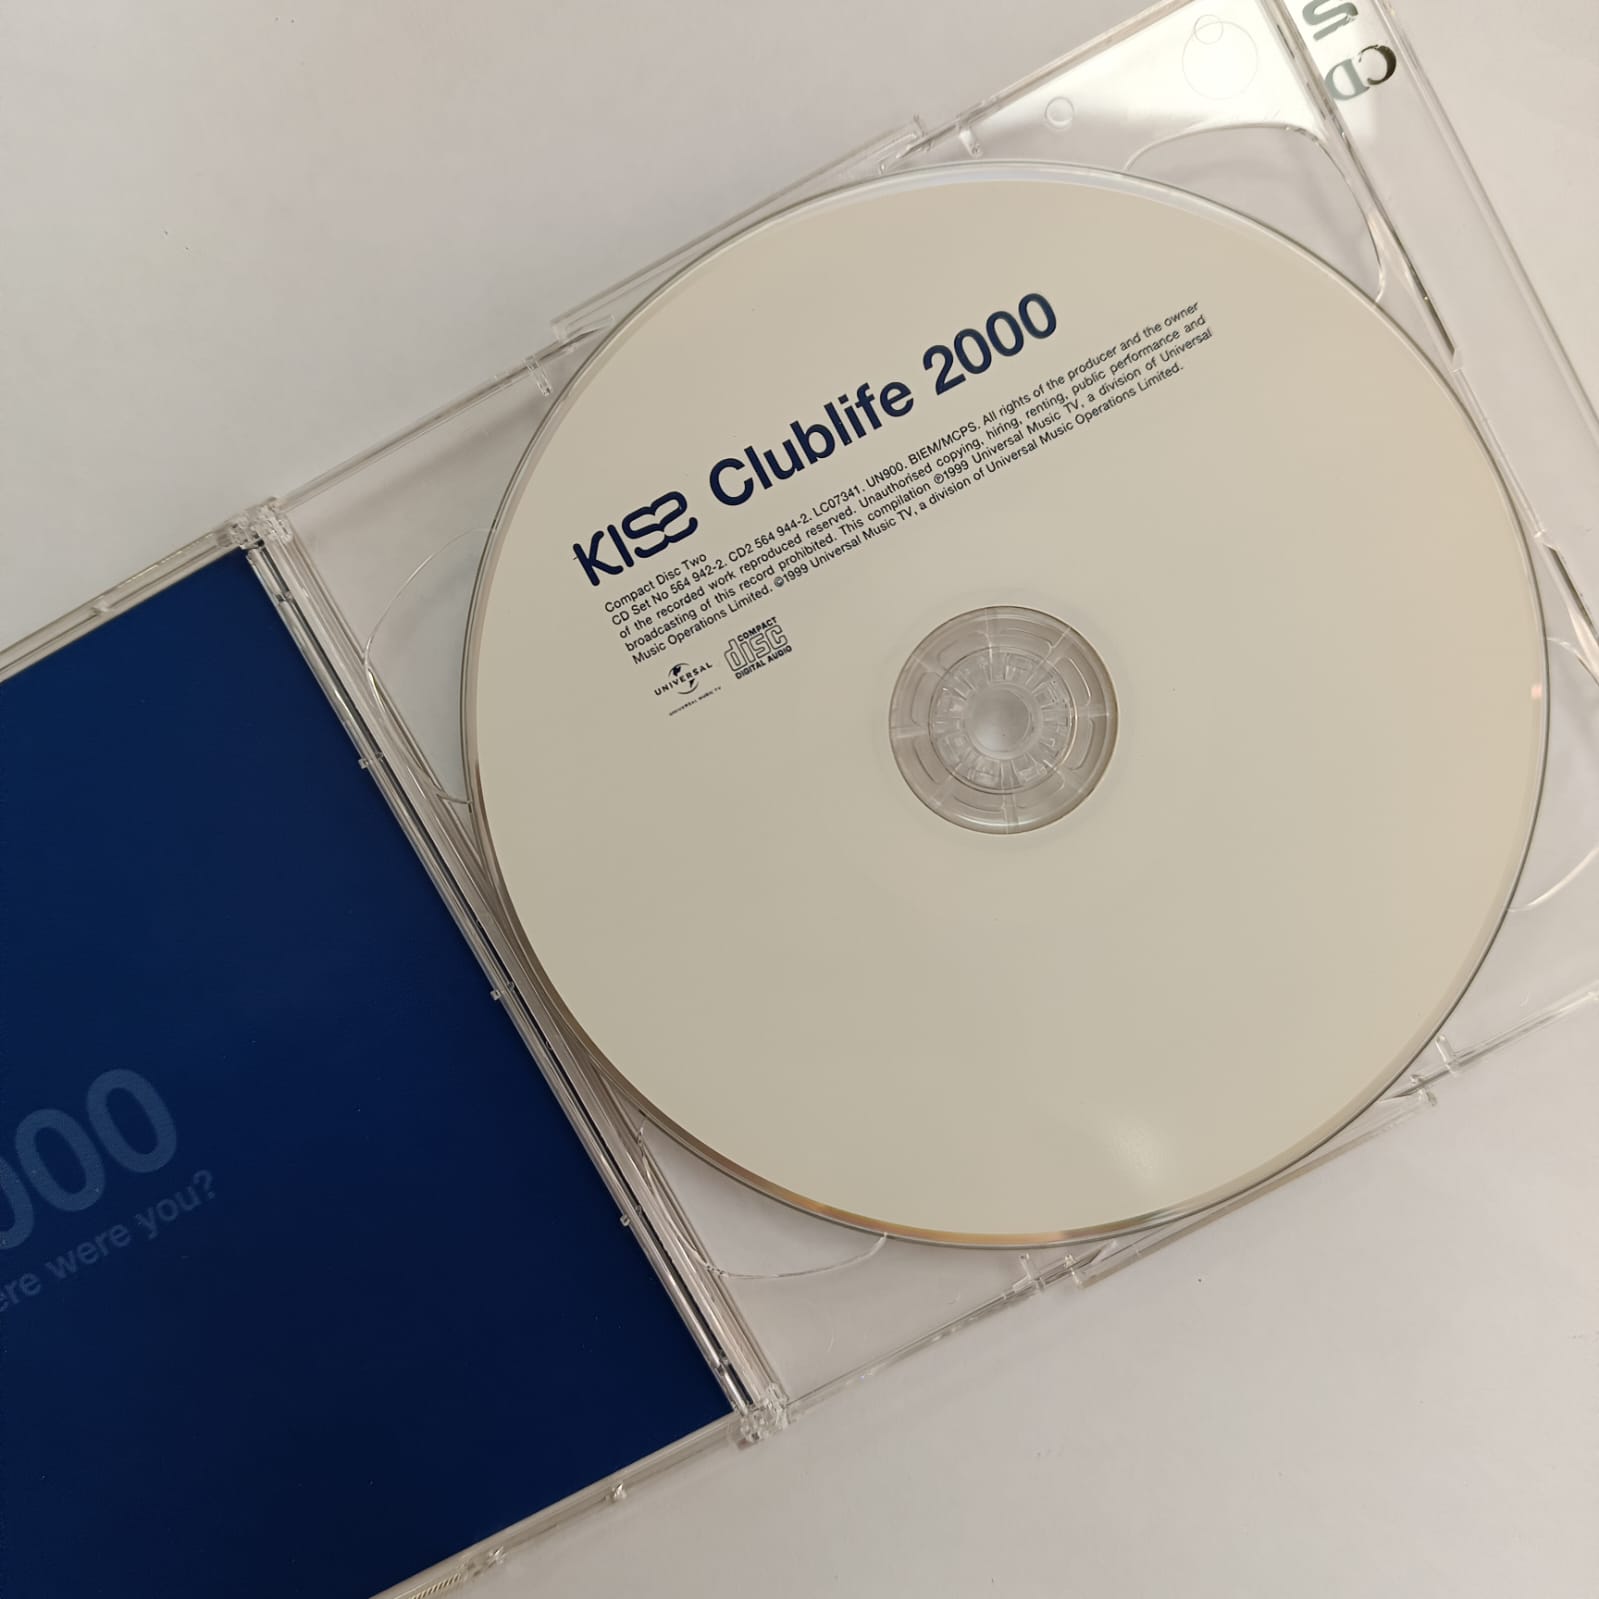 KISS Clublife 2000
Compact Disc Two
CD Set No 564 942-2. CD2 564 944-2. LC07341. UN900. BIEM/MCPS. All rights of the producer and the owner
of the recorded work reproduced reserved. Unauthorised copying, hiring, renting, public performance and
broadcasting of this record prohibited. This compilation ℗1999 Universal Music TV, a division of Universal
Music Operations Limited. ©1999 Universal Music TV, a division of Universal Music Operations Limited.
UNIVERSAL
UNIVERSAL MUSIC TV
COMPACT
disc
DIGITAL AUDIO
S
CD
000
ere were you?